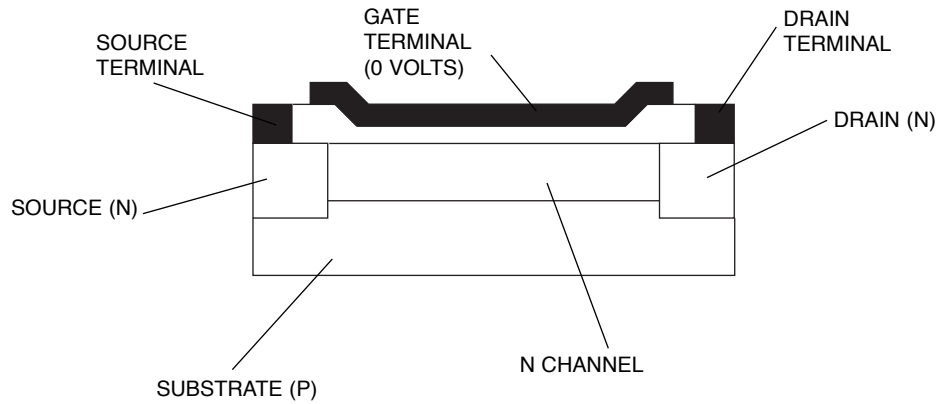 SOURCE
TERMINAL
GATE
TERMINAL
(0 VOLTS)
DRAIN
TERMINAL
DRAIN (N)
SOURCE (N)
N CHANNEL
SUBSTRATE (P)